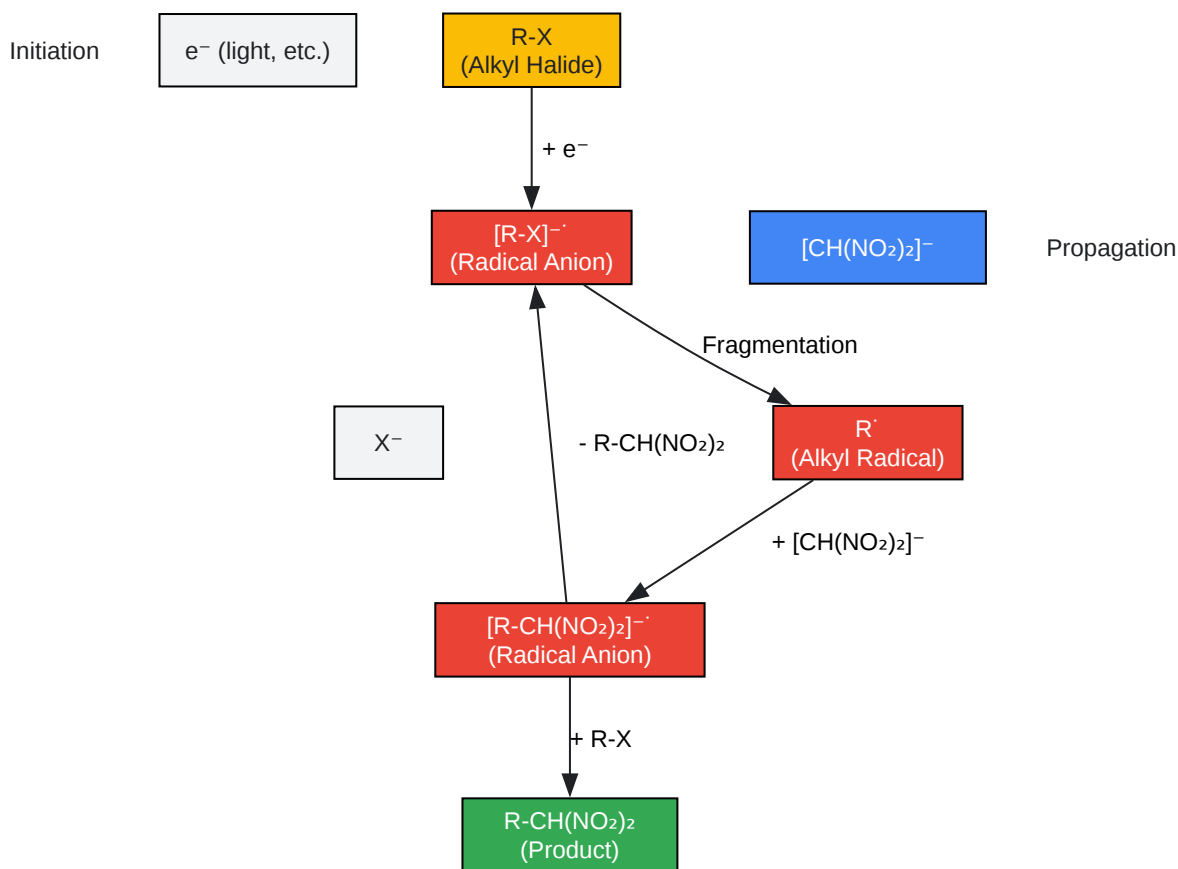 Initiation
e⁻ (light, etc.)
R-X
(Alkyl Halide)
+ e⁻
[R-X]⁻˙
(Radical Anion)
[CH(NO₂)₂]⁻
Propagation
Fragmentation
X⁻
- R-CH(NO₂)₂
R˙
(Alkyl Radical)
+ [CH(NO₂)₂]⁻
[R-CH(NO₂)₂]⁻˙
(Radical Anion)
+ R-X
R-CH(NO₂)₂
(Product)